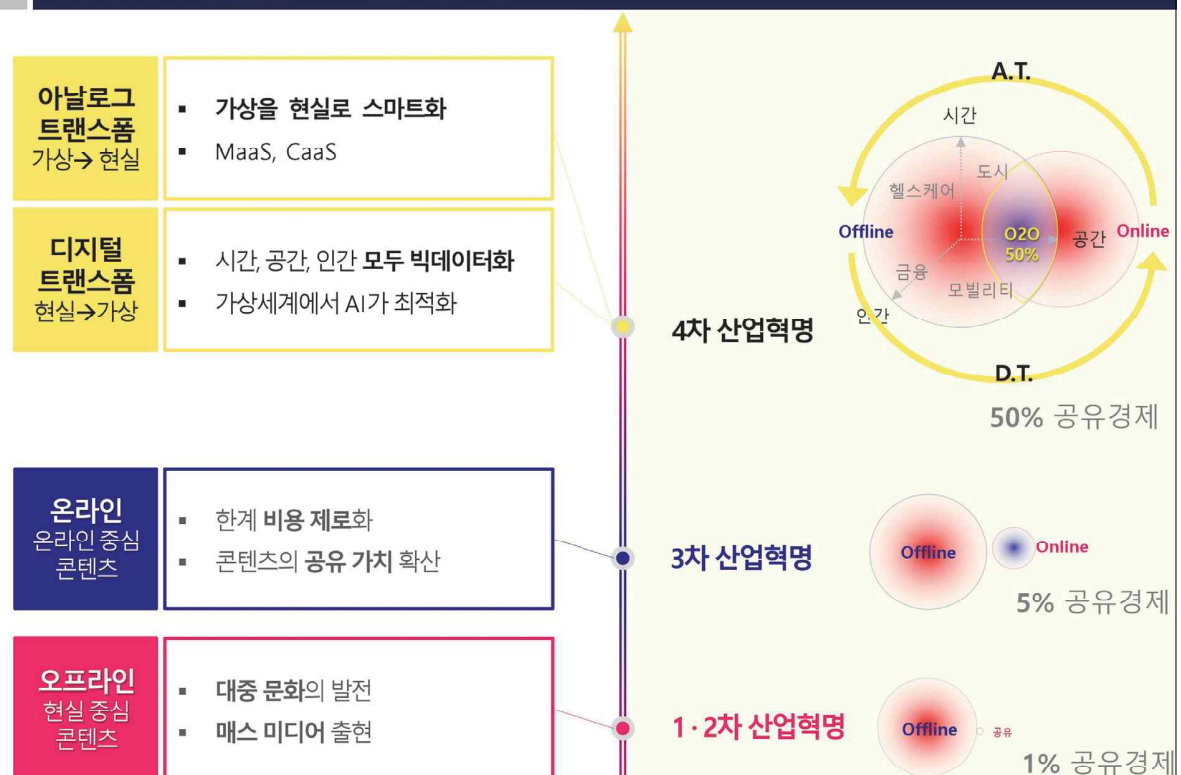 아날로그
트랜스폼
가상→ 현실
▪ 가상을 현실로 스마트화
▪ MaaS, CaaS
디지털
트랜스폼
현실→가상
▪ 시간, 공간, 인간 모두 빅데이터화
▪ 가상세계에서 AI가 최적화
4차 산업혁명
A.T.
시간
도시
헬스케어
Offline
O2O
50%
공간
Online
금융
모빌리티
인간
D.T.
50% 공유경제
온라인
온라인 중심
콘텐츠
▪ 한계 비용 제로화
▪ 콘텐츠의 공유 가치 확산
3차 산업혁명
Offline
Online
5% 공유경제
오프라인
현실 중심
콘텐츠
▪ 대중 문화의 발전
▪ 매스 미디어 출현
1 · 2차 산업혁명
Offline
공유
1% 공유경제